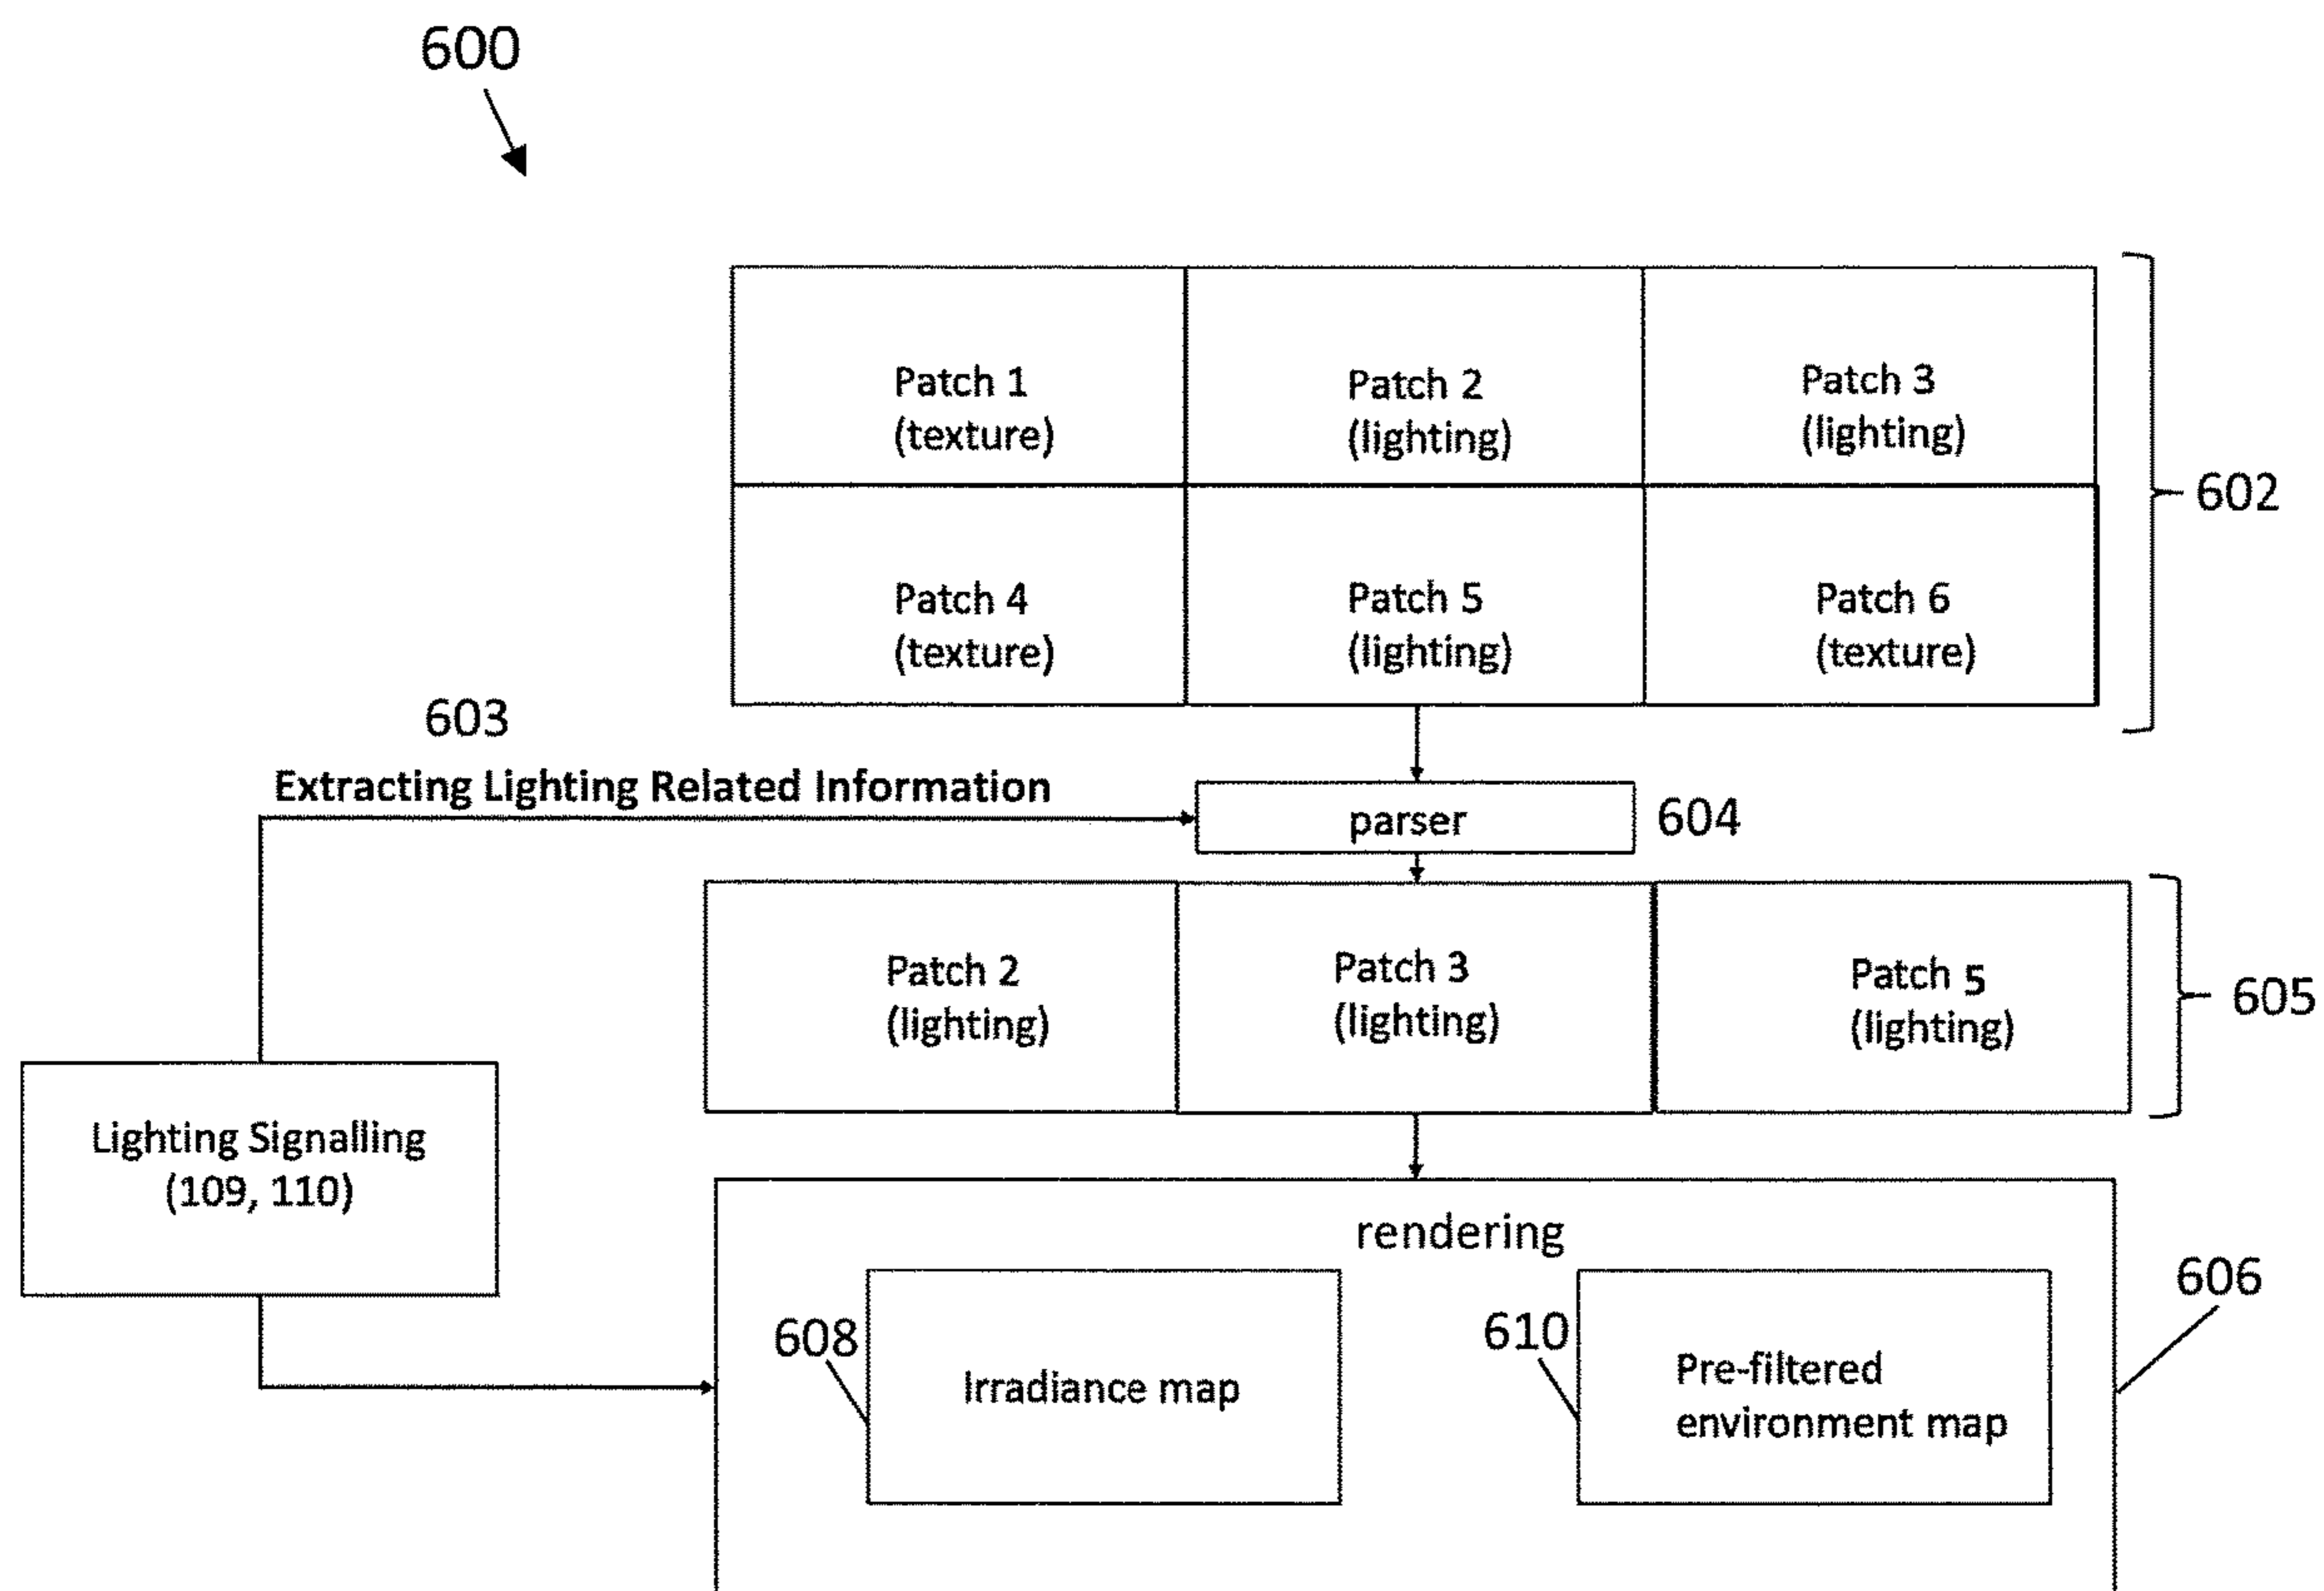 600
Patch 1
(texture)
Patch 2
(lighting)
Patch 3
(lighting)
602
Patch 4
(texture)
Patch 5
(lighting)
Patch 6
(texture)
603
Extracting Lighting Related Information
parser
604
Patch 2
(lighting)
Patch 3
(lighting)
Patch 5
(lighting)
605
Lighting Signalling
(109, 110)
rendering
606
608
Irradiance map
610
Pre-filtered
environment map